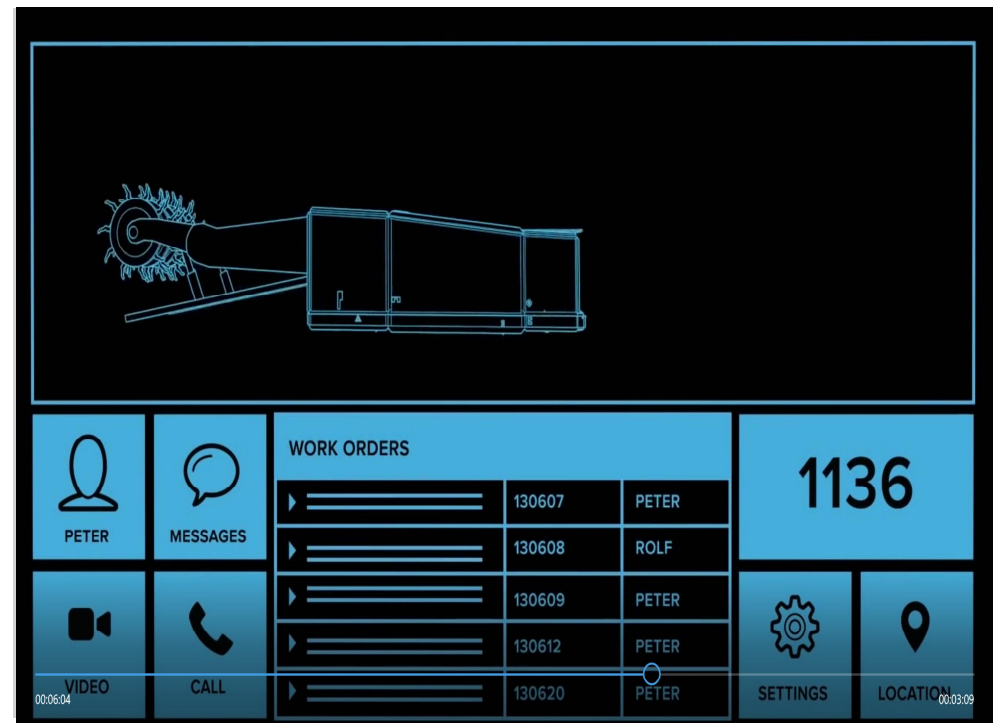 WORK ORDERS
1136
130607 PETER
PETER
MESSAGES
130608 ROLF
130609 PETER
130612 PETER
VIDEO
CALL
130620 PETER
SETTINGS
LOCATION
00:06:04
00:03:09